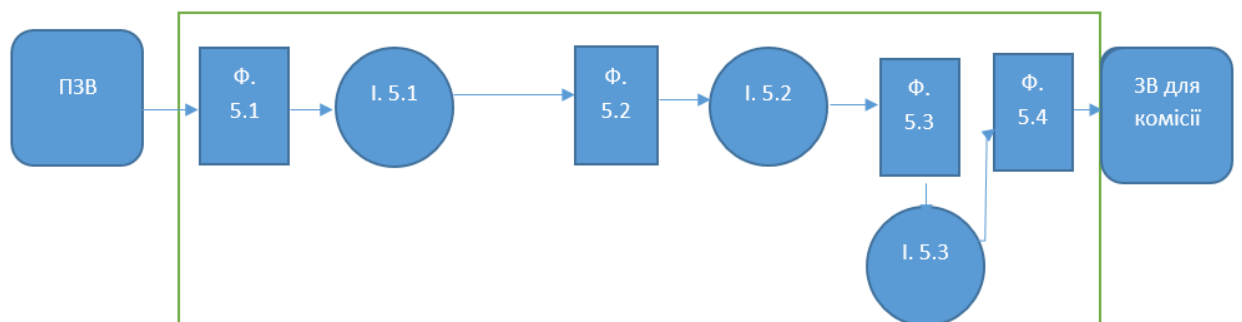 ПЗВ
Ф.
5.1
І. 5.1
Ф.
5.2
І. 5.2
Ф.
5.3
Ф.
5.4
ЗВ для
комісії
І. 5.3